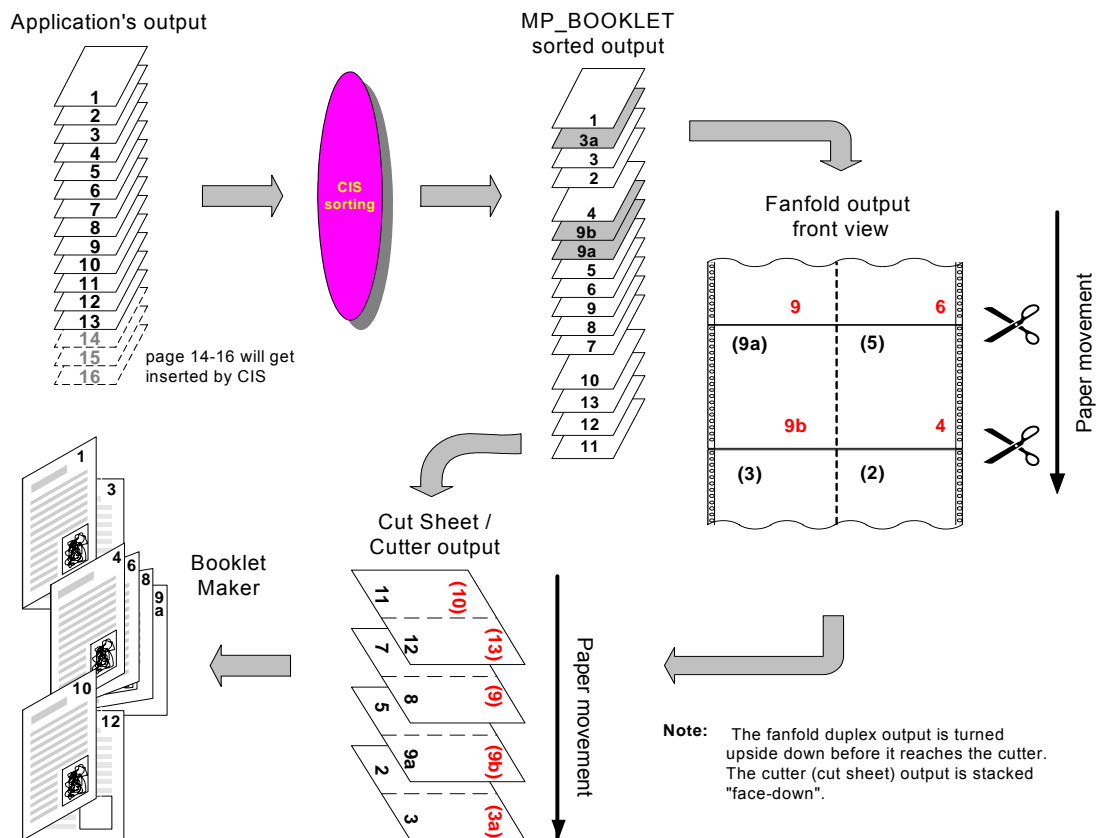 Application's output
1
2
3
4
5
6
7
8
9
10
11
12
13
14
15
16
page 14-16 will get
inserted by CIS
CIS
sorting
MP_BOOKLET
sorted output
1
3a
3
2
4
9b
9a
5
6
9
8
7
10
13
12
11
Fanfold output
front view
9
6
(9a)
(5)
9b
4
(3)
(2)
Paper movement
Cut Sheet /
Cutter output
11
(10)
12
(13)
7
8
(9)
5
9a
(9b)
2
3
(3a)
Paper movement
Booklet
Maker
1
3
4
6
8
9
a
10
12
Note: The fanfold duplex output is turned
upside down before it reaches the cutter.
The cutter (cut sheet) output is stacked
"face-down".